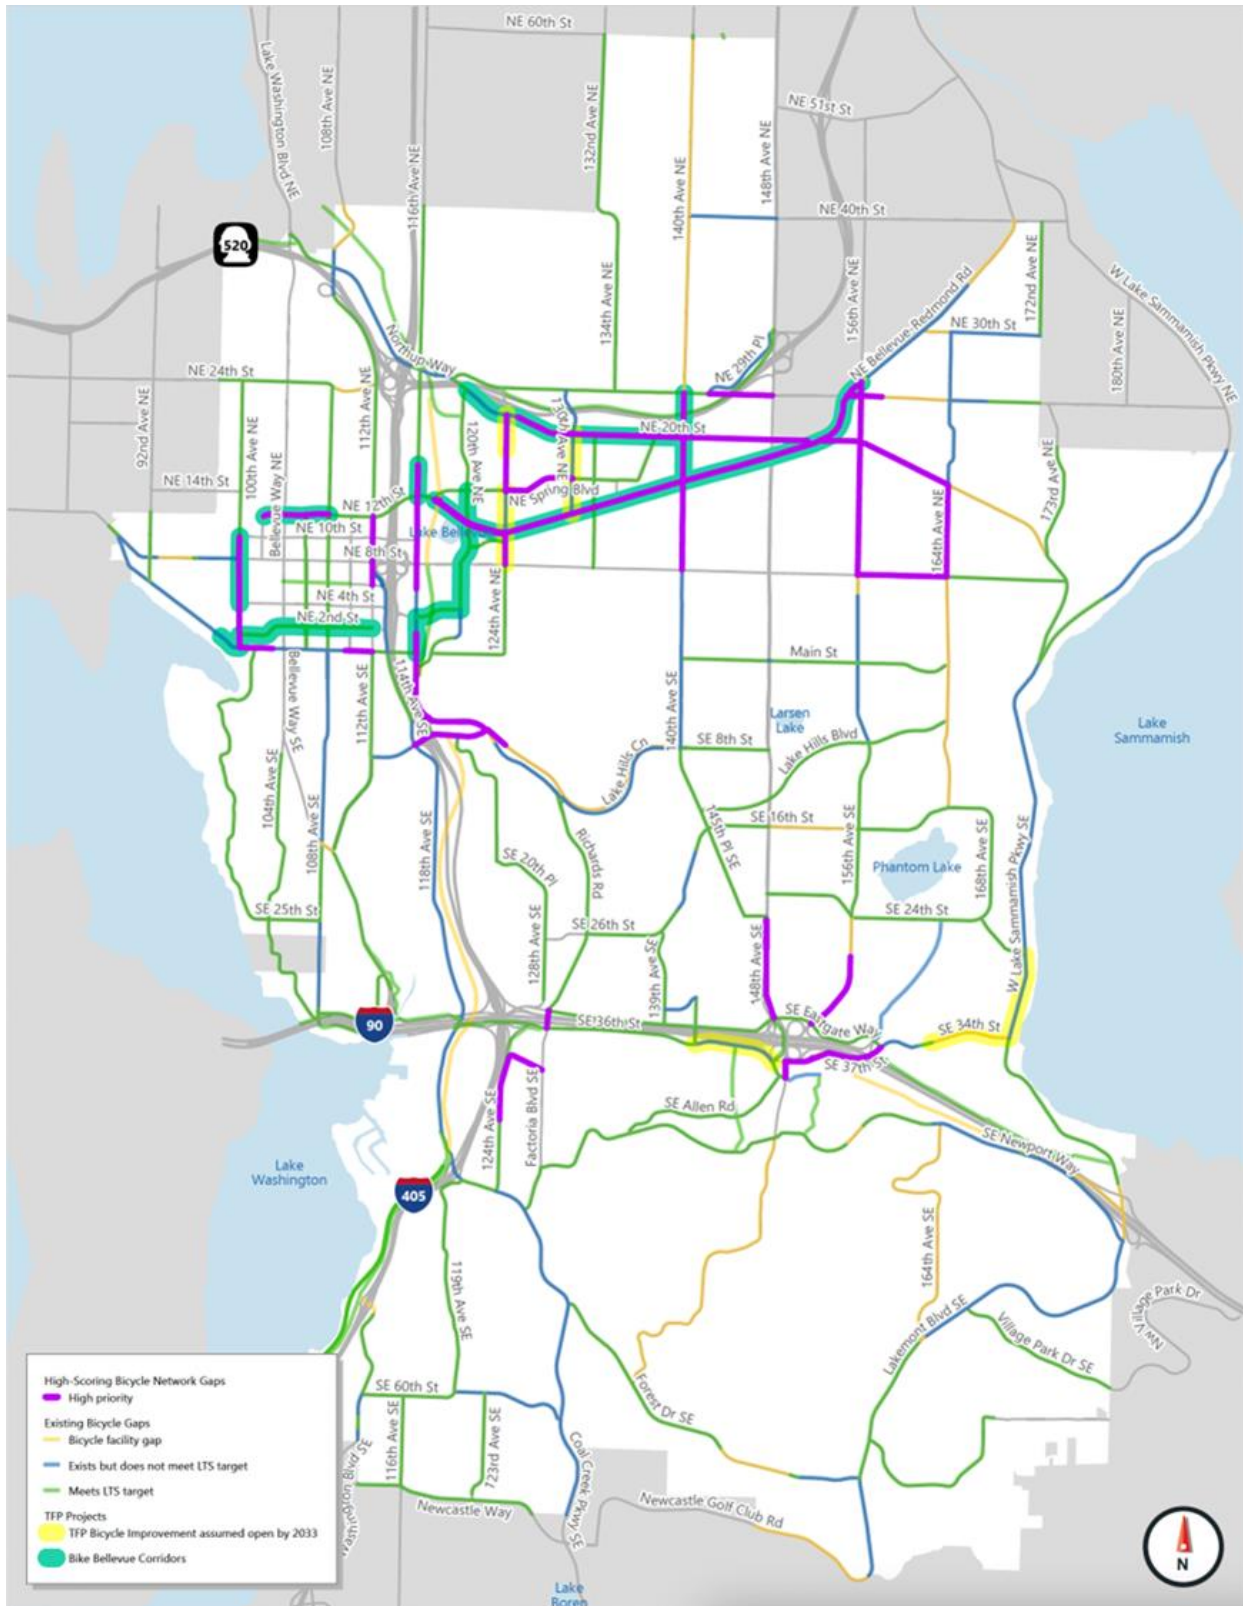 NE 60th St
Lake Washington Blvd NE
108th Ave NE
116th Ave NE
132nd Ave NE
140th Ave NE
148th Ave NE
NE 51st St
NE 40th St
520
134th Ave NE
156th Ave NE
NE Bellevue-Redmond Rd
172nd Ave NE
W Lake Sammamish Pkwy NE
180th Ave NE
NE 30th St
Northup Way
NE 29th Pl
NE 24th St
92nd Ave NE
100th Ave NE
112th Ave NE
Bellevue Way NE
120th Ave NE
130th Ave NE
NE 20th St
173rd Ave NE
NE 14th St
NE 12th St
NE Spring Blvd
164th Ave NE
NE 10th St
NE 8th St
NE 4th St
NE 2nd St
124th Ave NE
Main St
Bellevue Way SE
112th Ave SE
114th Ave SE
140th Ave SE
Larsen
Lake
Lake
Sammamish
SE 8th St
Lake Hills Blvd
Lake Hills Cn
104th Ave SE
108th Ave SE
118th Ave SE
SE 16th St
145th Pl SE
156th Ave SE
Phantom Lake
168th Ave SE
W Lake Sammamish Pkwy SE
SE 20th Pl
Richards Rd
SE 25th St
SE 26th St
SE 24th St
128th Ave SE
139th Ave SE
148th Ave SE
90
SE 36th St
SE Eastgate Way
SE 34th St
SE 37th St
124th Ave SE
Factoria Blvd SE
SE Allen Rd
SE Newport Way
Lake
Washington
405
164th Ave SE
119th Ave SE
Lakemont Blvd SE
Village Park Dr SE
NW Village Park Dr
SE 60th St
116th Ave SE
123rd Ave SE
Forest Dr SE
Coal Creek Pkwy SE
Newcastle Way
Newcastle Golf Club Rd
Lake
Boren
N
High-Scoring Bicycle Network Gaps
High priority
Existing Bicycle Gaps
Bicycle facility gap
Exists but does not meet LTS target
Meets LTS target
TFP Projects
TFP Bicycle Improvement assumed open by 2033
Bike Bellevue Corridors